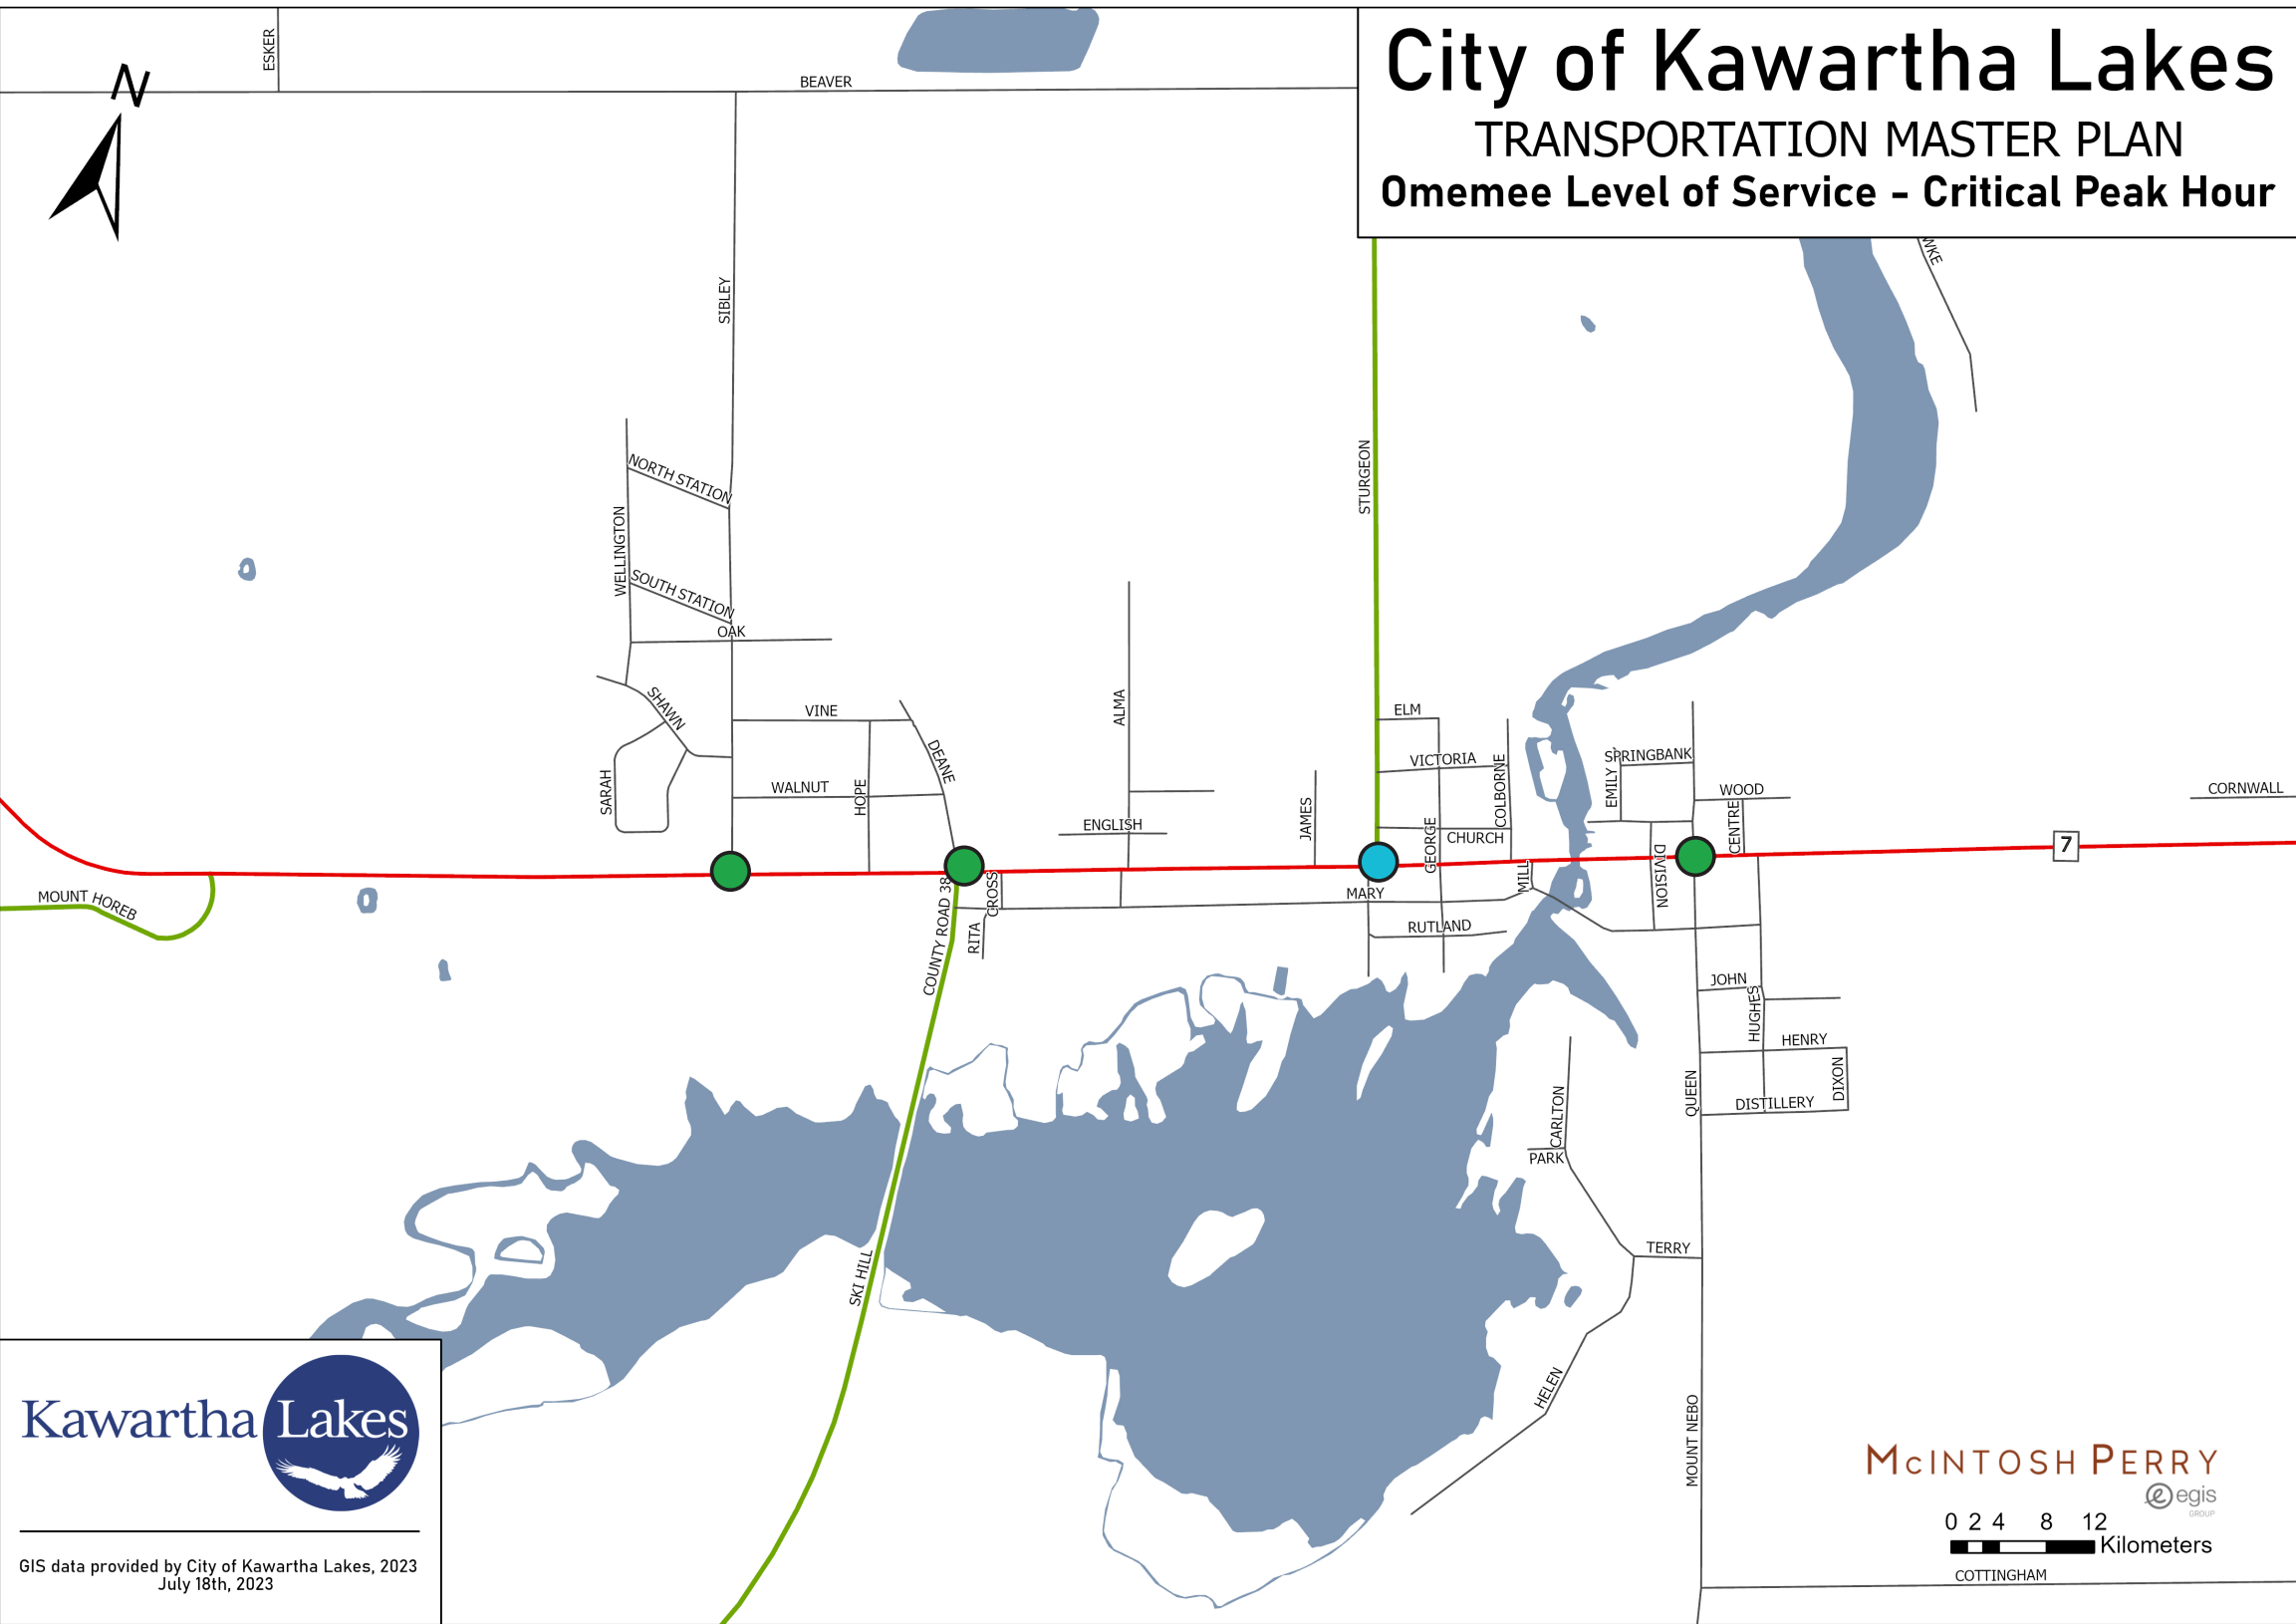 City of Kawartha Lakes
TRANSPORTATION MASTER PLAN
Omemee Level of Service - Critical Peak Hour
N
ESKER
BEAVER
SIBLEY
WKE
STURGEON
NORTH STATION
WELLINGTON
SOUTH STATION
OAK
SHAWN
VINE
DEANE
ALMA
ELM
VICTORIA
COLBORNE
SPRINGBANK
EMILY
WOOD
CORNWALL
SARAH
WALNUT
HOPE
ENGLISH
JAMES
GEORGE
CHURCH
CENTRE
DIVISION
7
MOUNT HOREB
COUNTY ROAD 38
CROSS
MARY
MILL
RITA
RUTLAND
JOHN
HUGHES
HENRY
DIXON
QUEEN
DISTILLERY
CARLTON
PARK
TERRY
SKI HILL
HELEN
MOUNT NEBO
Kawartha Lakes
GIS data provided by City of Kawartha Lakes, 2023
July 18th, 2023
McINTOSH PERRY
egis
GROUP
0 2 4 8 12
Kilometers
COTTINGHAM